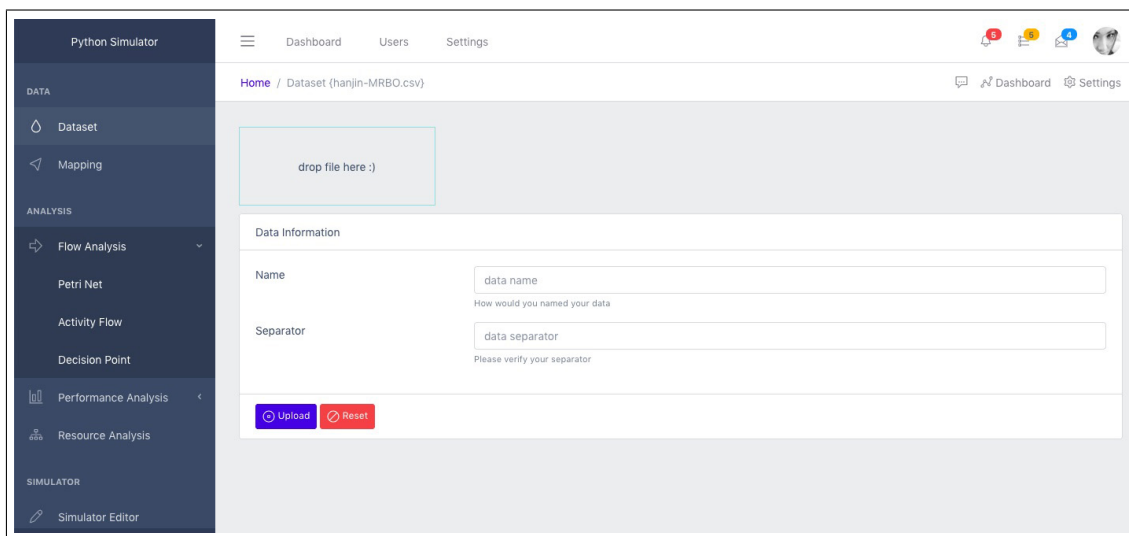 Python Simulator
Dashboard Users Settings
5 5 4
Home / Dataset {hanjin-MRBO.csv}
Dashboard Settings
DATA
Dataset
Mapping
ANALYSIS
Flow Analysis
Petri Net
Activity Flow
Decision Point
Performance Analysis
Resource Analysis
SIMULATOR
Simulator Editor
drop file here :)
Data Information
Name
data name
How would you named your data
Separator
data separator
Please verify your separator
Upload Reset